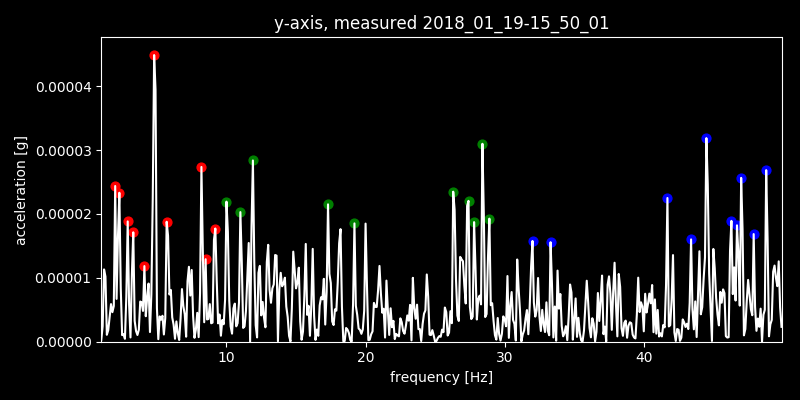 y-axis, measured 2018_01_19-15_50_01
acceleration [g]
0.00004
0.00003
0.00002
0.00001
0.00000
10 20 30 40
frequency [Hz]